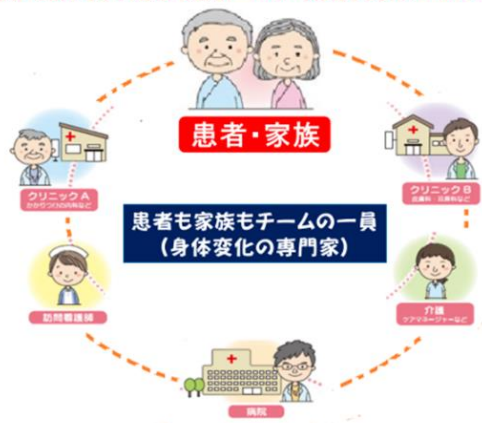 患者・家族
クリニック A
かかりつけの内科など
クリニック B
皮膚科・耳鼻科など
患者も家族もチームの一員
（身体変化の専門家）
訪問看護師
介護
ケアマネージャーなど
病院